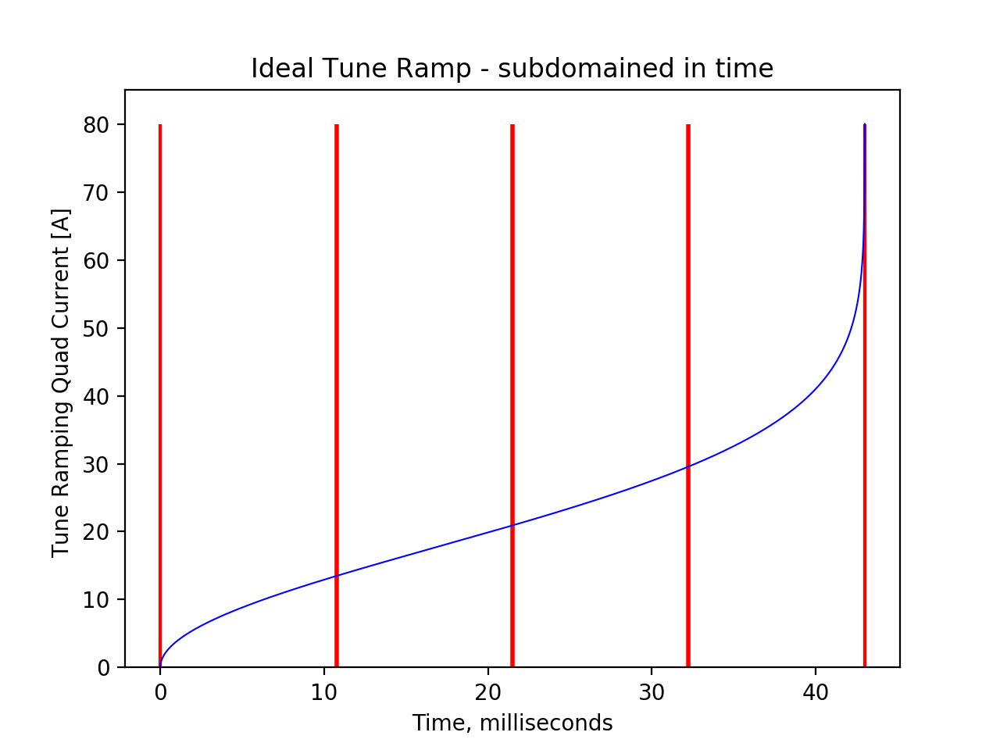 Ideal Tune Ramp - subdomained in time
Tune Ramping Quad Current [A]
80
70
60
50
40
30
20
10
0
0 10 20 30 40
Time, milliseconds